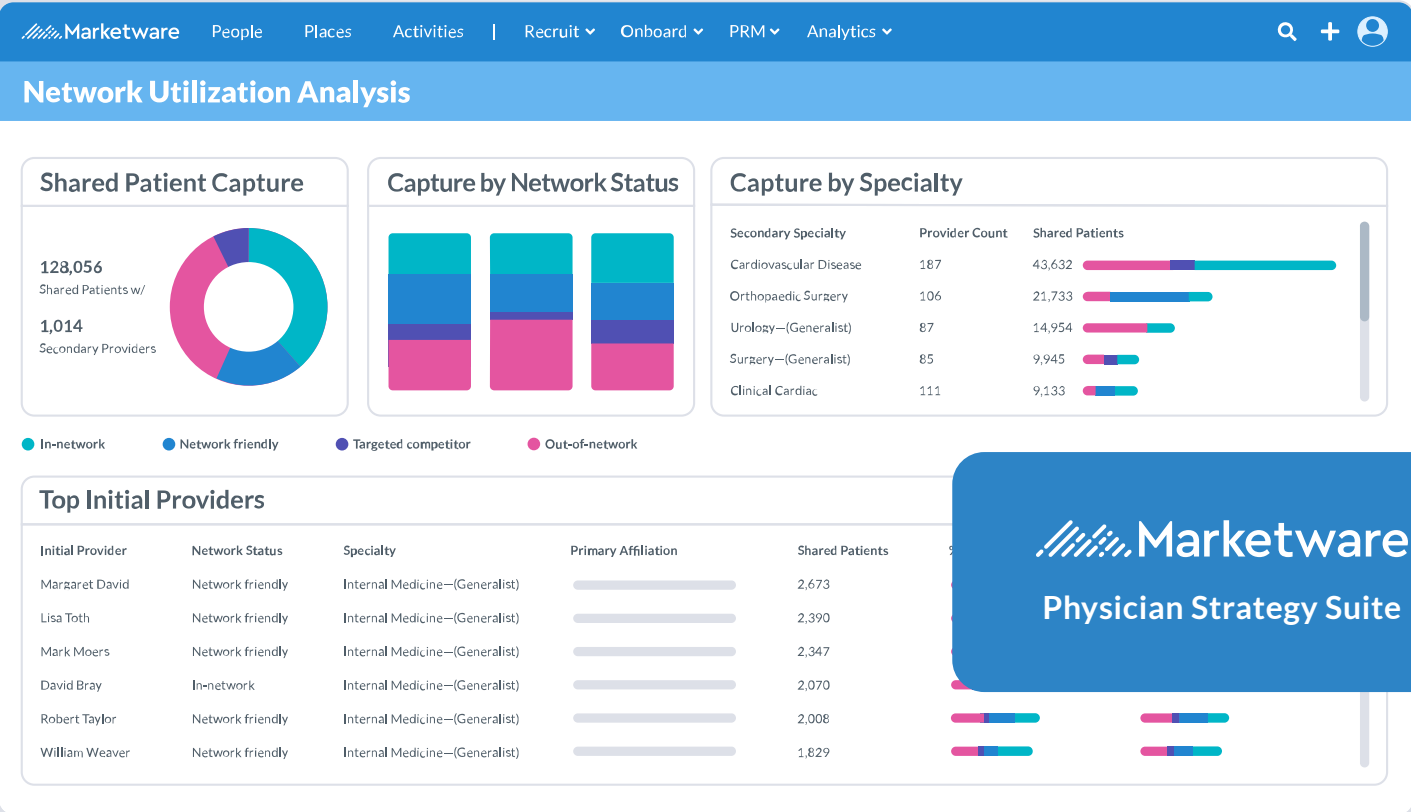 Marketware People Places Activities | Recruit Onboard PRM Analytics
Network Utilization Analysis
Shared Patient Capture
128,056
Shared Patients w/
1,014
Secondary Providers
Capture by Network Status
Capture by Specialty
Secondary Specialty Provider Count Shared Patients
Cardiovascular Disease 187 43,632
Orthopaedic Surgery 106 21,733
Urology—(Generalist) 87 14,954
Surgery—(Generalist) 85 9,945
Clinical Cardiac 111 9,133
In-network Network friendly Targeted competitor Out-of-network
Top Initial Providers
Initial Provider Network Status Specialty Primary Affiliation Shared Patients
Margaret David Network friendly Internal Medicine—(Generalist) 2,673
Lisa Toth Network friendly Internal Medicine—(Generalist) 2,390
Mark Moers Network friendly Internal Medicine—(Generalist) 2,347
David Bray In-network Internal Medicine—(Generalist) 2,070
Robert Taylor Network friendly Internal Medicine—(Generalist) 2,008
William Weaver Network friendly Internal Medicine—(Generalist) 1,829
Marketware
Physician Strategy Suite